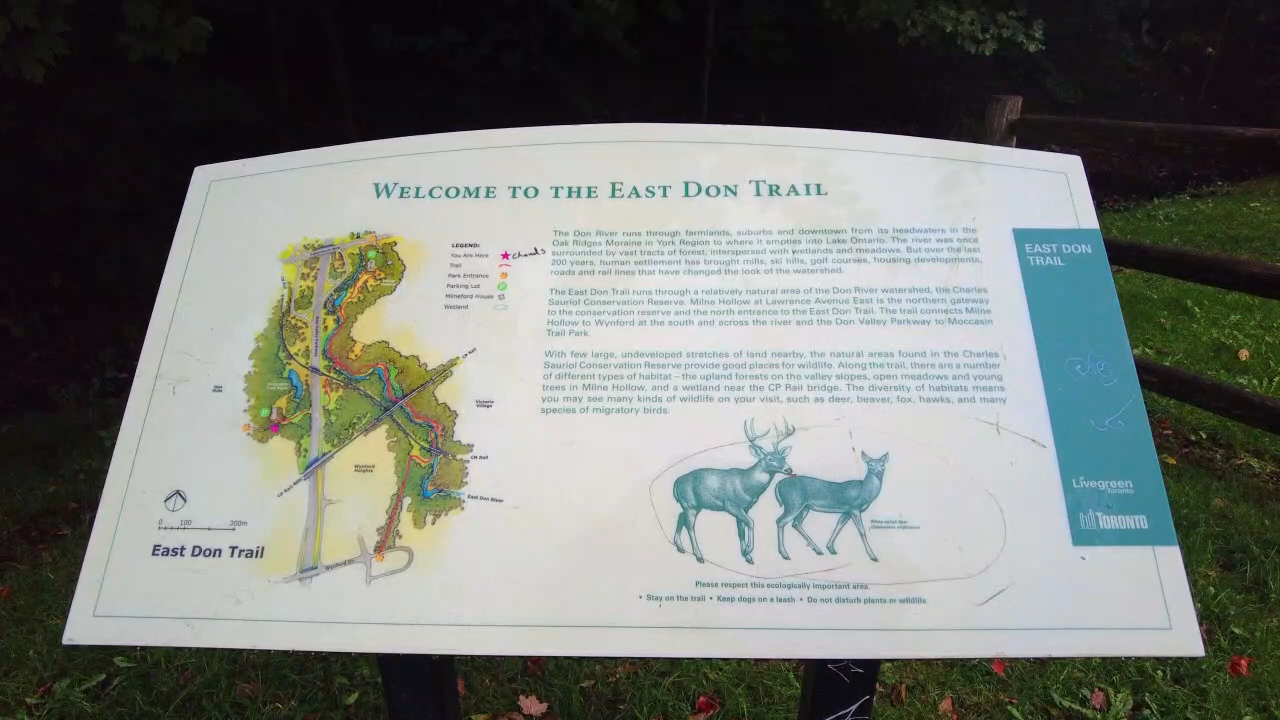 WELCOME TO THE EAST DON TRAIL
LEGEND:
You Are Here
Trail
Park Entrance
Parking Lot
Milneford House
Wetland
CP Rail
Don Mills
Victoria Village
Wynford Heights
CN Rail
East Don River
0 100 300m
East Don Trail
The Don River runs through farmlands, suburbs and downtown from its headwaters in the
Oak Ridges Moraine in York Region to where it empties into Lake Ontario. The river was once
surrounded by vast tracts of forest, interspersed with wetlands and meadows. But over the last
200 years, human settlement has brought mills, ski hills, golf courses, housing developments,
roads and rail lines that have changed the look of the watershed.
The East Don Trail runs through a relatively natural area of the Don River watershed, the Charles
Sauriol Conservation Reserve. Milne Hollow at Lawrence Avenue East is the northern gateway
to the conservation reserve and the north entrance to the East Don Trail. The trail connects Milne
Hollow to Wynford at the south and across the river and the Don Valley Parkway to Moccasin
Trail Park.
With few large, undeveloped stretches of land nearby, the natural areas found in the Charles
Sauriol Conservation Reserve provide good places for wildlife. Along the trail, there are a number
of different types of habitat – the upland forests on the valley slopes, open meadows and young
trees in Milne Hollow, and a wetland near the CP Rail bridge. The diversity of habitats means
you may see many kinds of wildlife on your visit, such as deer, beaver, fox, hawks, and many
species of migratory birds.
Please respect this ecologically important area.
• Stay on the trail • Keep dogs on a leash • Do not disturb plants or wildlife
EAST DON
TRAIL
Livegreen
Toronto
TORONTO